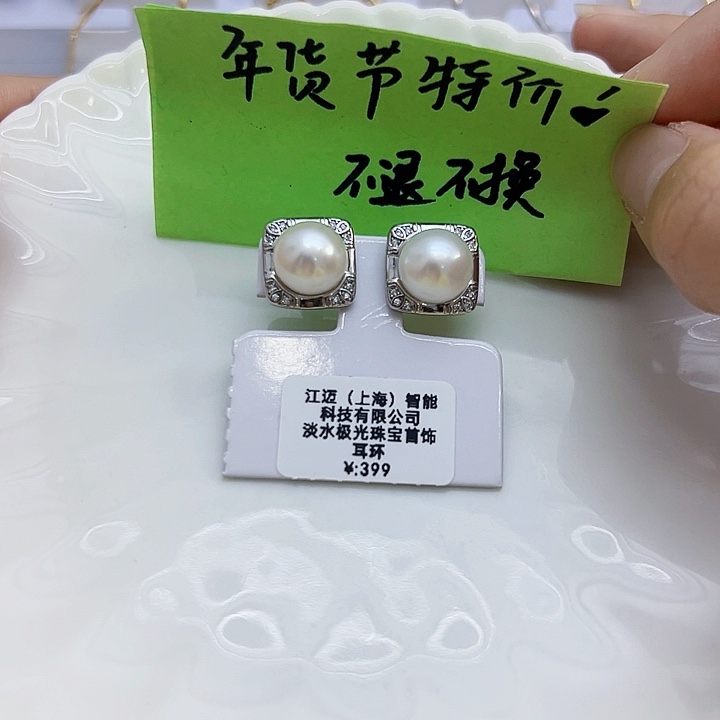 年货节特价
不退不换
江迈（上海）智能
科技有限公司
淡水极光珠宝首饰
耳环
¥:399